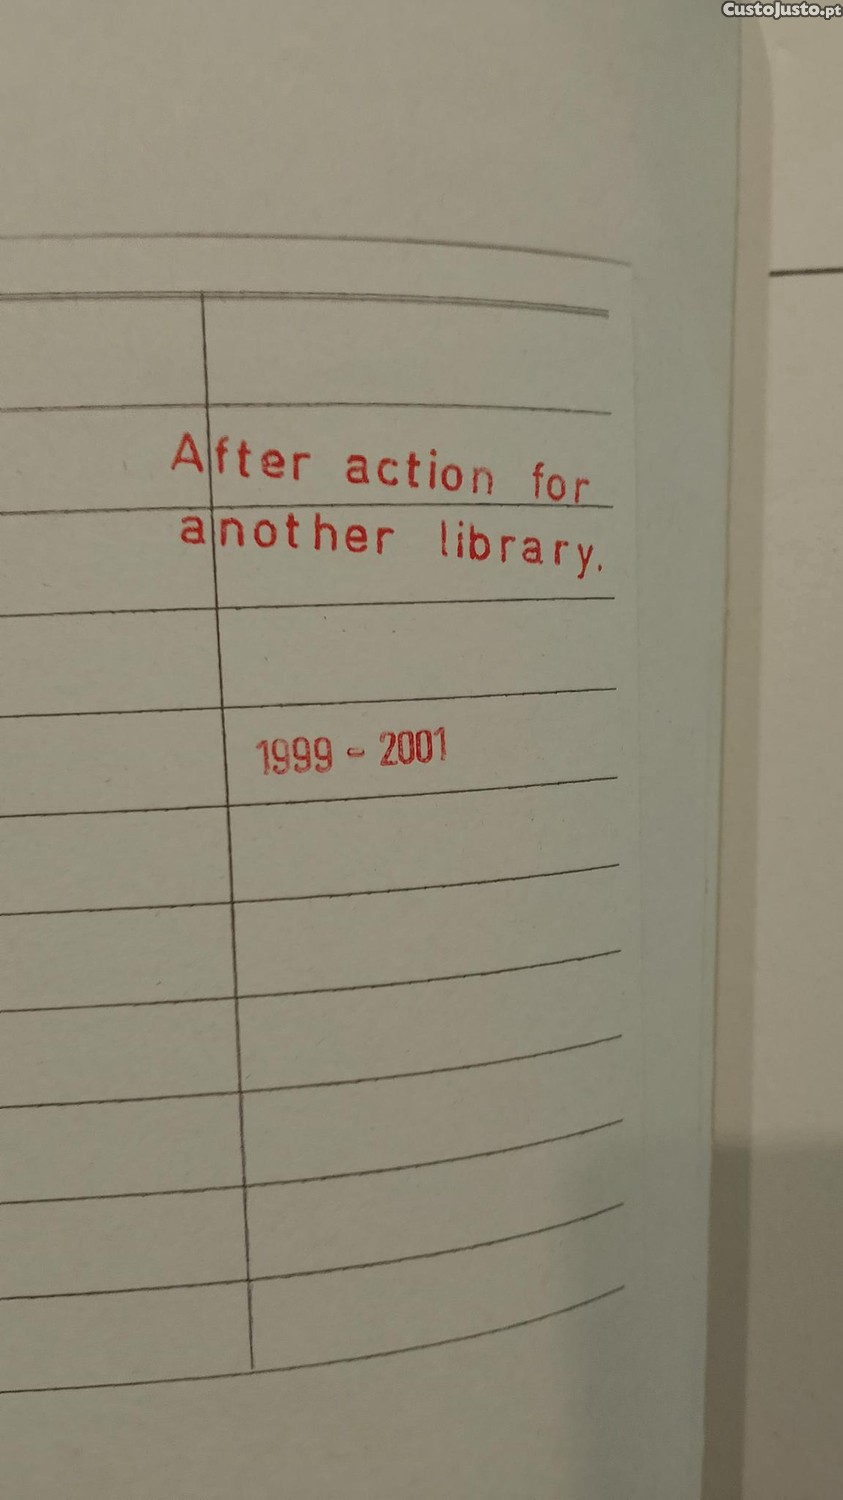 CustoJusto.pt
After action for
another library.
1999 - 2001